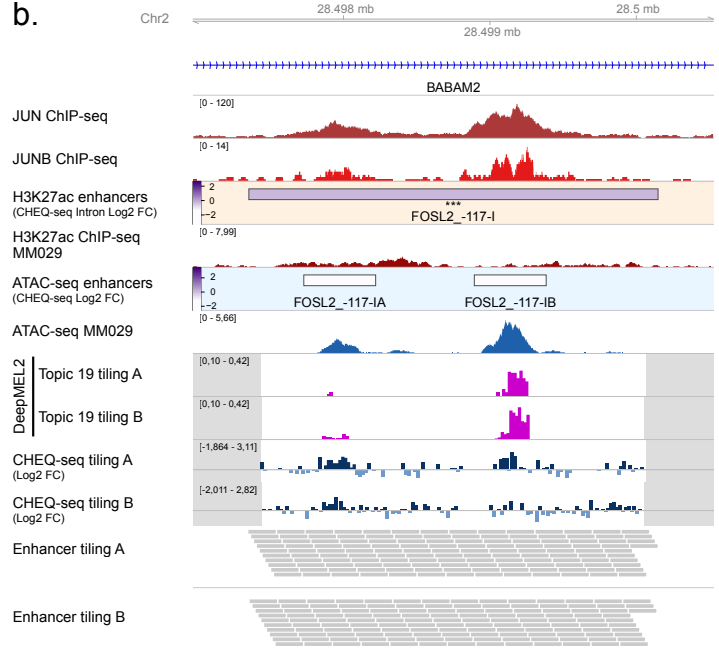 b.
Chr2
28.498 mb
28.5 mb
28.499 mb
BABAM2
JUN ChIP-seq
[0 - 120]
JUNB ChIP-seq
[0 - 14]
H3K27ac enhancers
(CHEQ-seq Intron Log2 FC)
2
0
−2
***
FOSL2_-117-I
H3K27ac ChIP-seq
MM029
[0 - 7,99]
ATAC-seq enhancers
(CHEQ-seq Log2 FC)
2
0
−2
FOSL2_-117-IA
FOSL2_-117-IB
ATAC-seq MM029
[0 - 5,66]
DeepMEL2
Topic 19 tiling A
[0,10 - 0,42]
Topic 19 tiling B
[0,10 - 0,42]
CHEQ-seq tiling A
(Log2 FC)
[-1,864 - 3,11]
CHEQ-seq tiling B
(Log2 FC)
[-2,011 - 2,82]
Enhancer tiling A
Enhancer tiling B